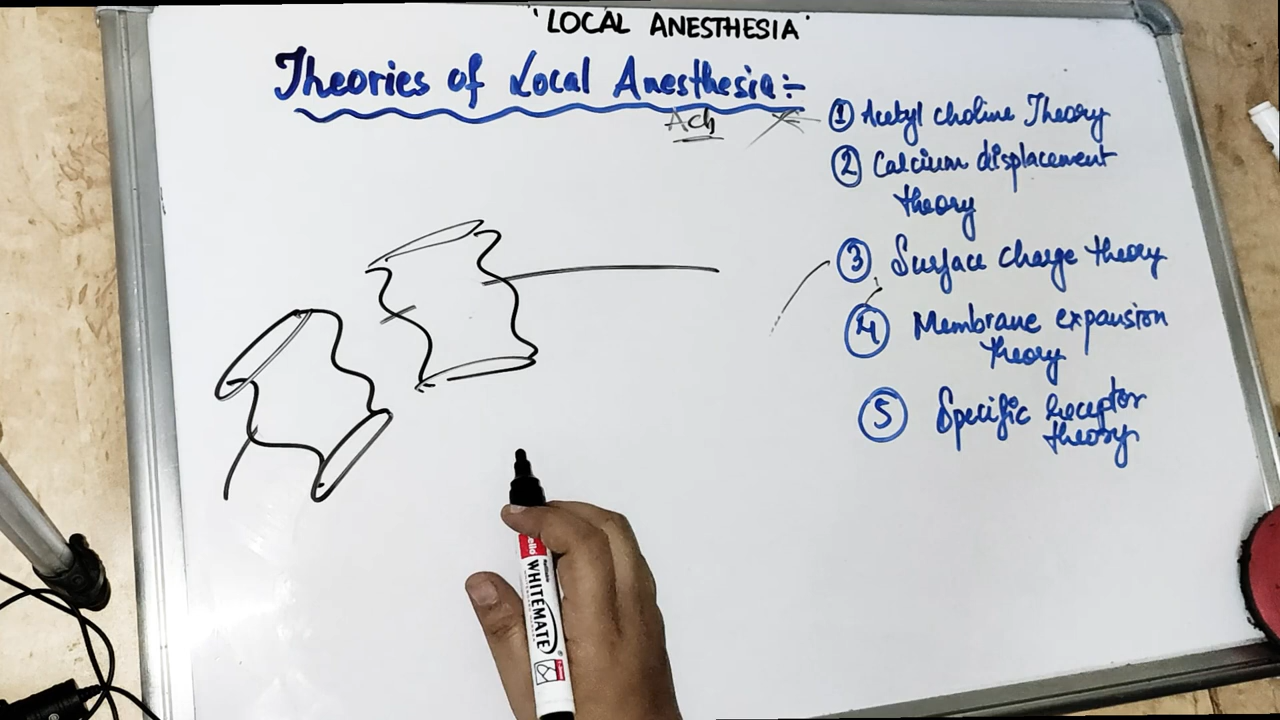 'LOCAL ANESTHESIA'
Theories of Local Anesthesia:-
Ach
① Acetyl choline Theory
② Calcium displacement
theory
③ Surface charge theory
④ Membrane expansion
theory
⑤ Specific receptor
theory
WHITEMATE